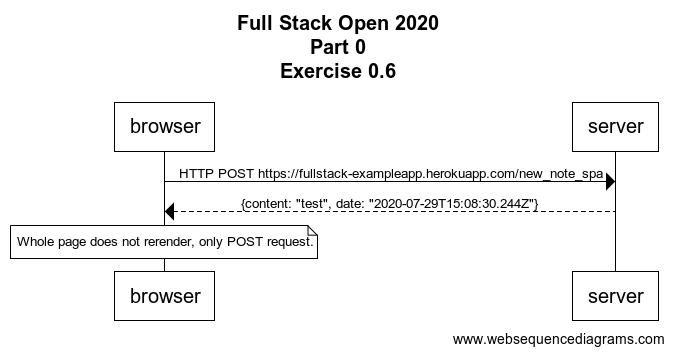 Full Stack Open 2020
Part 0
Exercise 0.6
browser
server
HTTP POST https://fullstack-exampleapp.herokuapp.com/new_note_spa
{content: "test", date: "2020-07-29T15:08:30.244Z"}
Whole page does not rerender, only POST request.
browser
server
www.websequencediagrams.com